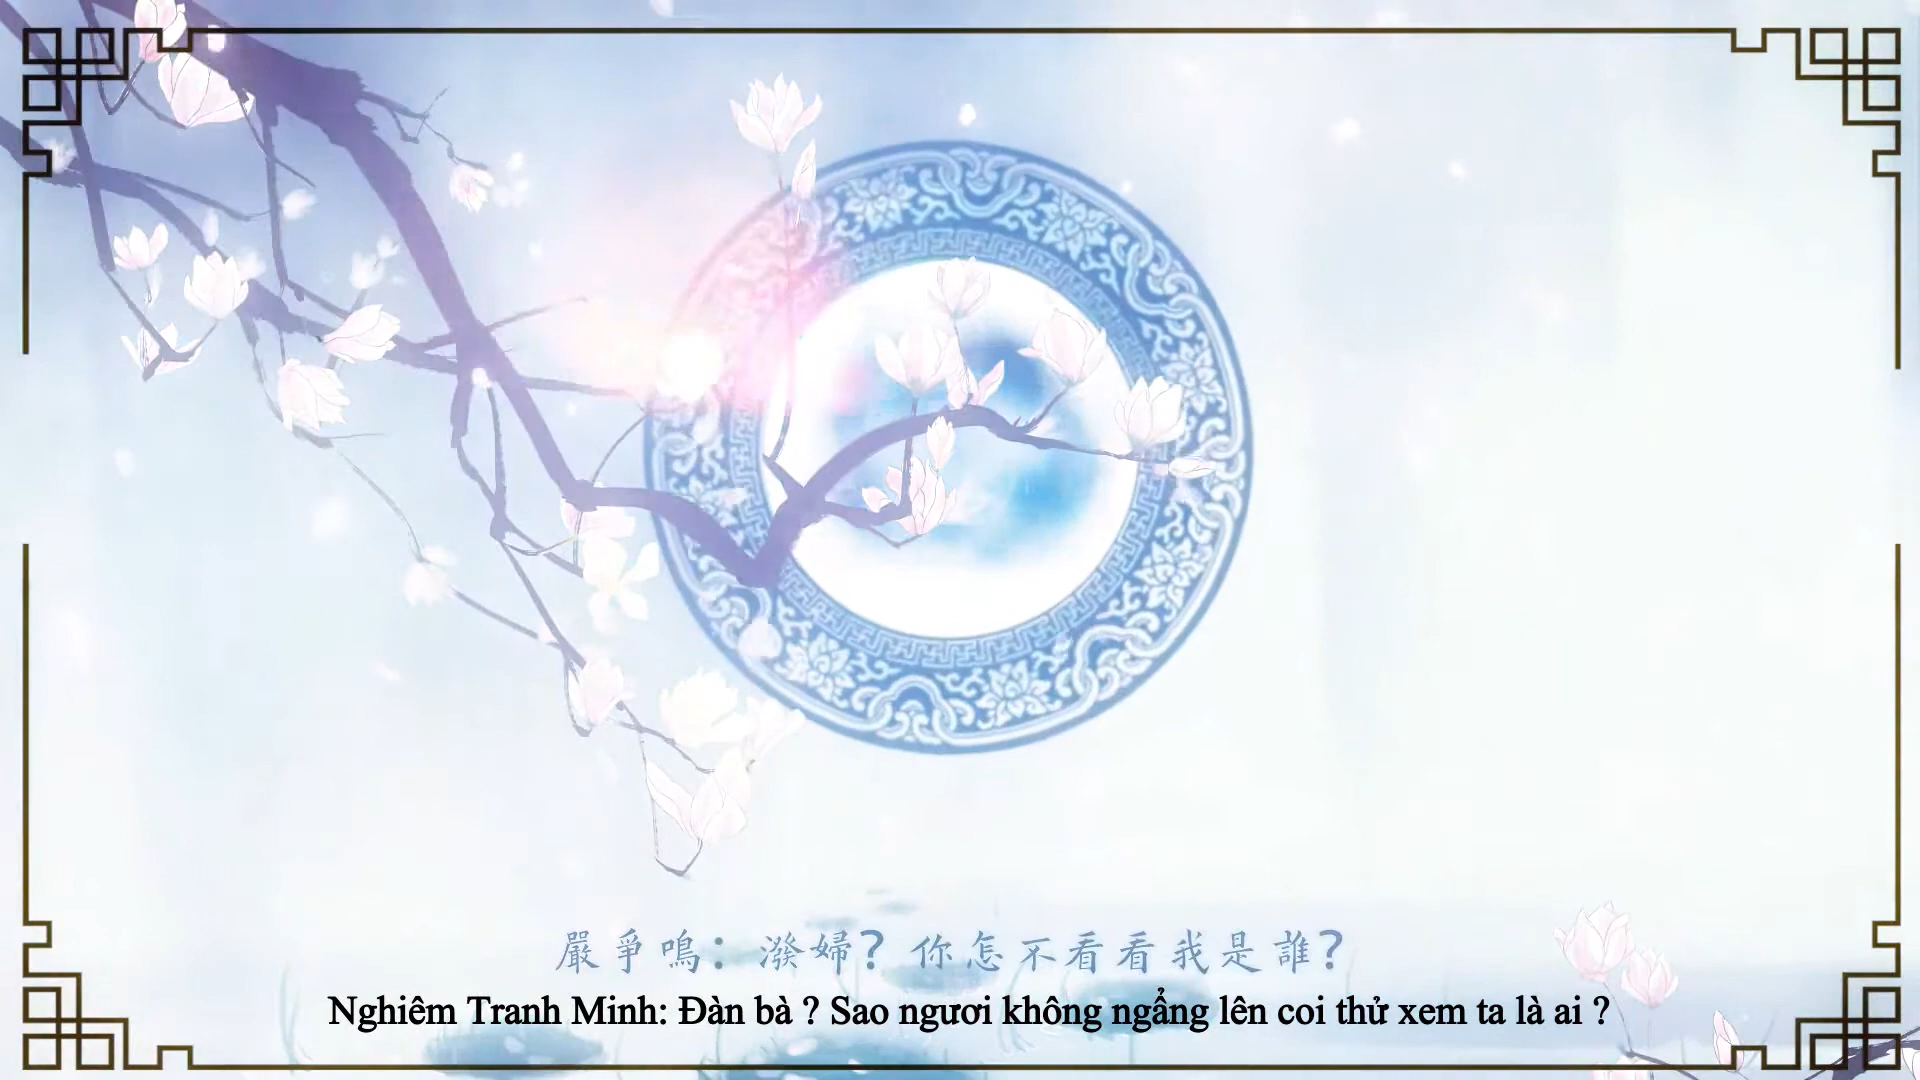 嚴爭鳴：潑婦？你怎不看看我是誰？
Nghiêm Tranh Minh: Đàn bà ? Sao ngươi không ngẩng lên coi thử xem ta là ai ?